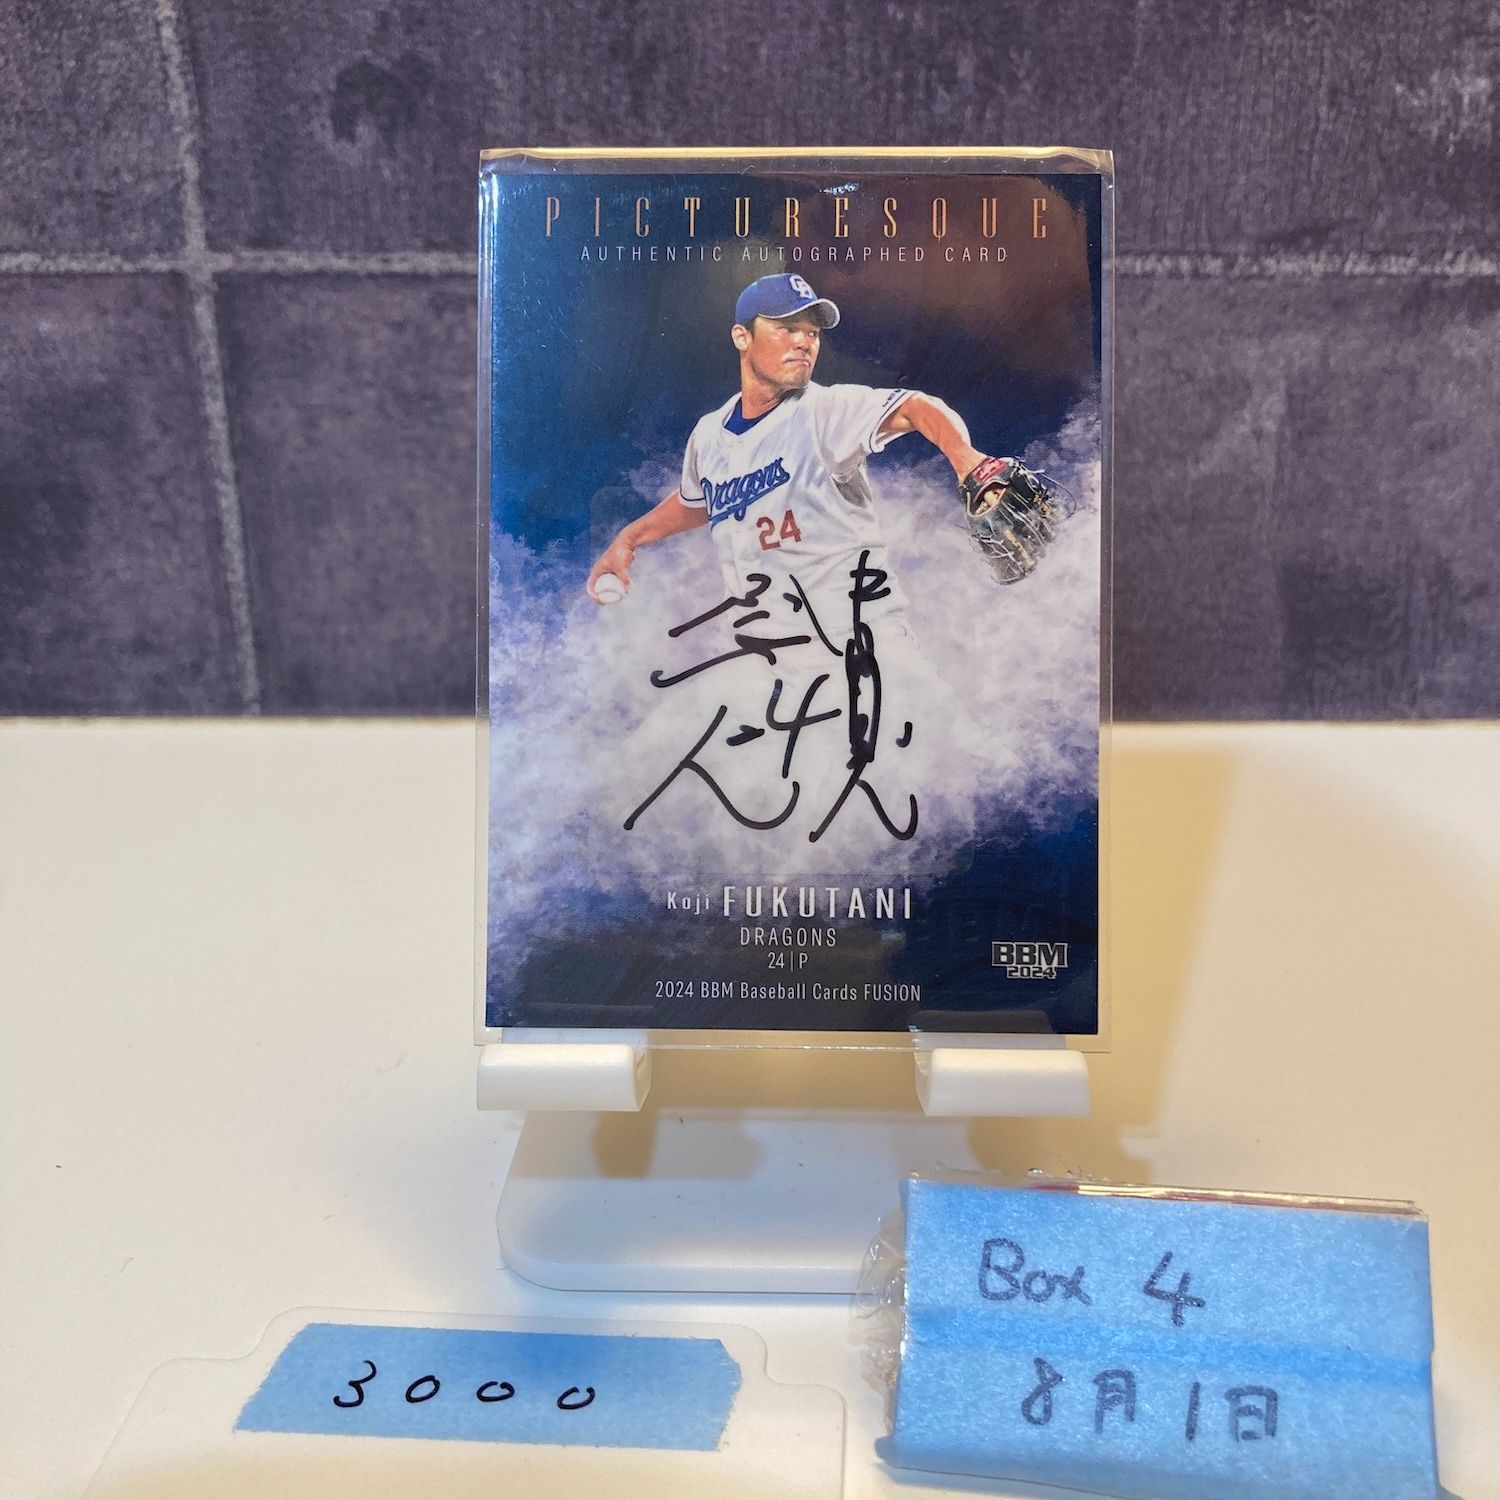 PICTURESQUE
AUTHENTIC AUTOGRAPHED CARD
Dragons
24
24
Koji FUKUTANI
DRAGONS
24|P
2024 BBM Baseball Cards FUSION
BBM
2024
Box 4
8月1日
3000